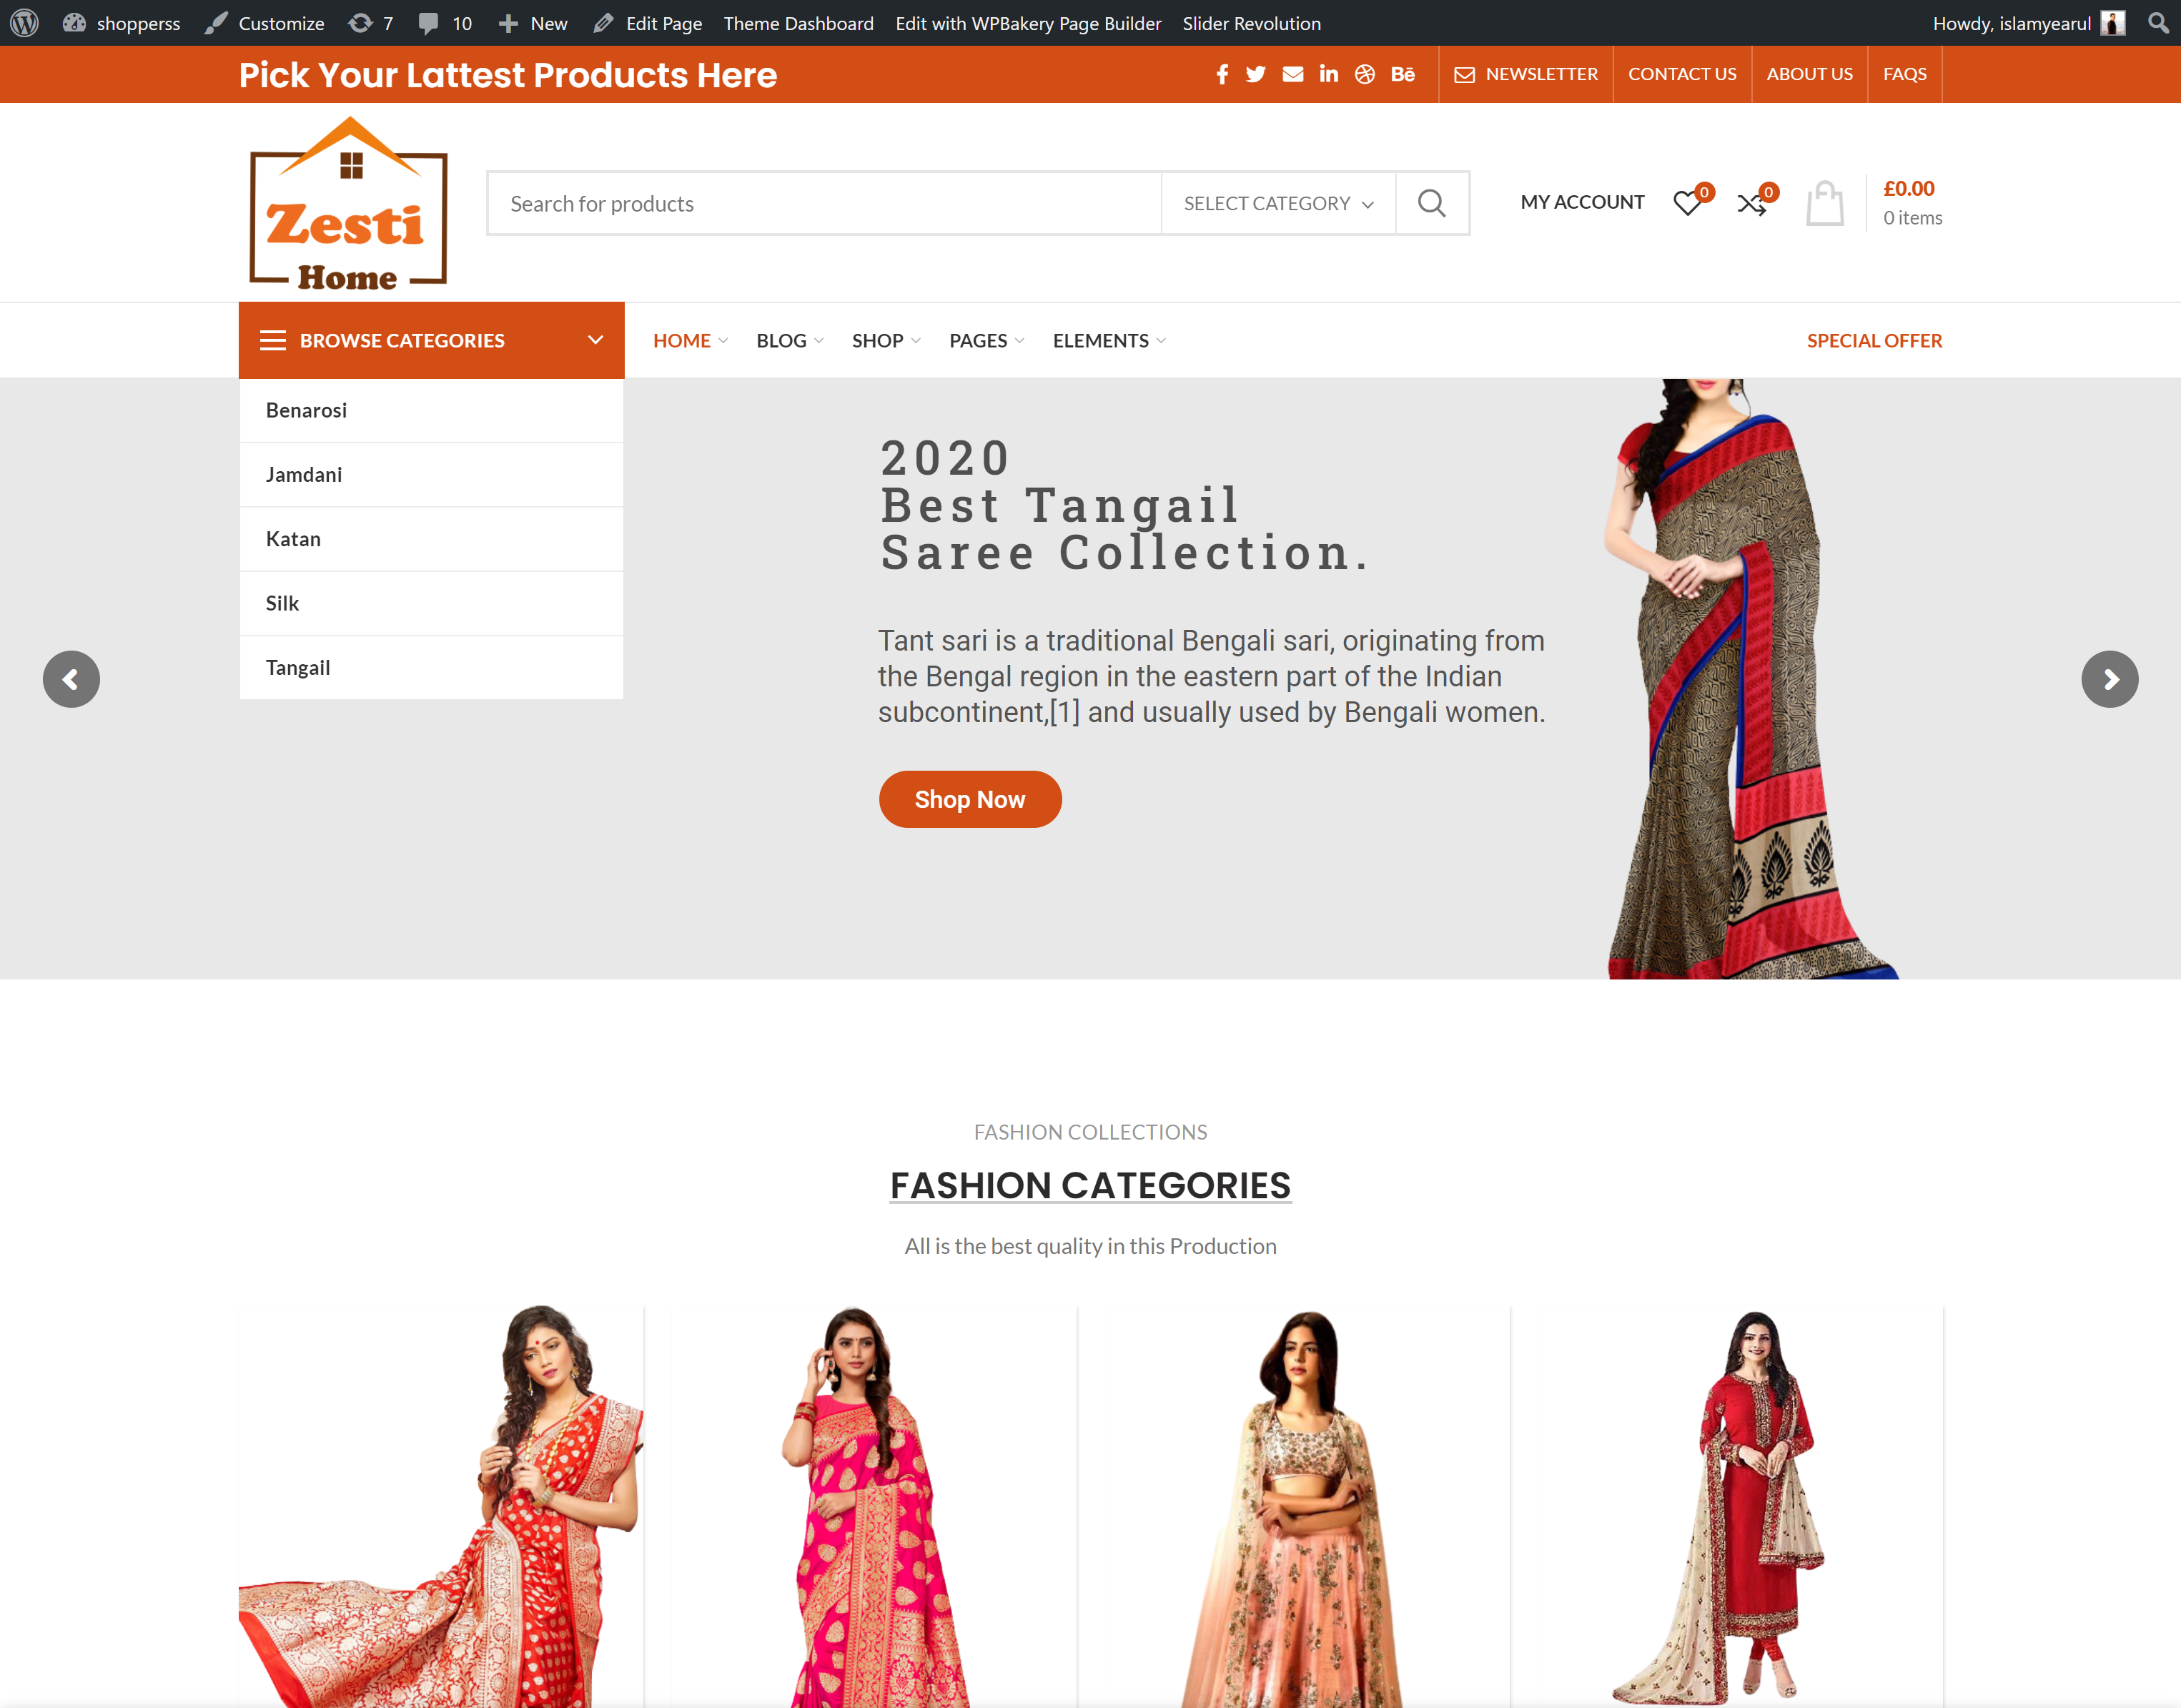 shopperss Customize 7 10 New Edit Page Theme Dashboard Edit with WPBakery Page Builder Slider Revolution Howdy, islamyearul
Pick Your Lattest Products Here NEWSLETTER CONTACT US ABOUT US FAQS
Zesti
Home
Search for products SELECT CATEGORY
MY ACCOUNT 0 0 £0.00
0 items
BROWSE CATEGORIES HOME BLOG SHOP PAGES ELEMENTS SPECIAL OFFER
Benarosi
Jamdani
Katan
Silk
Tangail
2020
Best Tangail
Saree Collection.
Tant sari is a traditional Bengali sari, originating from
the Bengal region in the eastern part of the Indian
subcontinent,[1] and usually used by Bengali women.
Shop Now
FASHION COLLECTIONS
FASHION CATEGORIES
All is the best quality in this Production